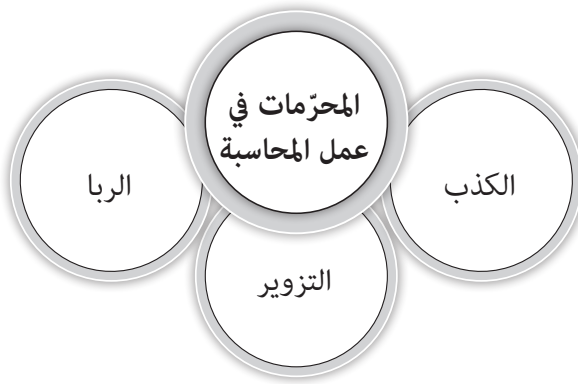 المحرّمات في
عمل المحاسبة
الكذب
التزوير
الربا